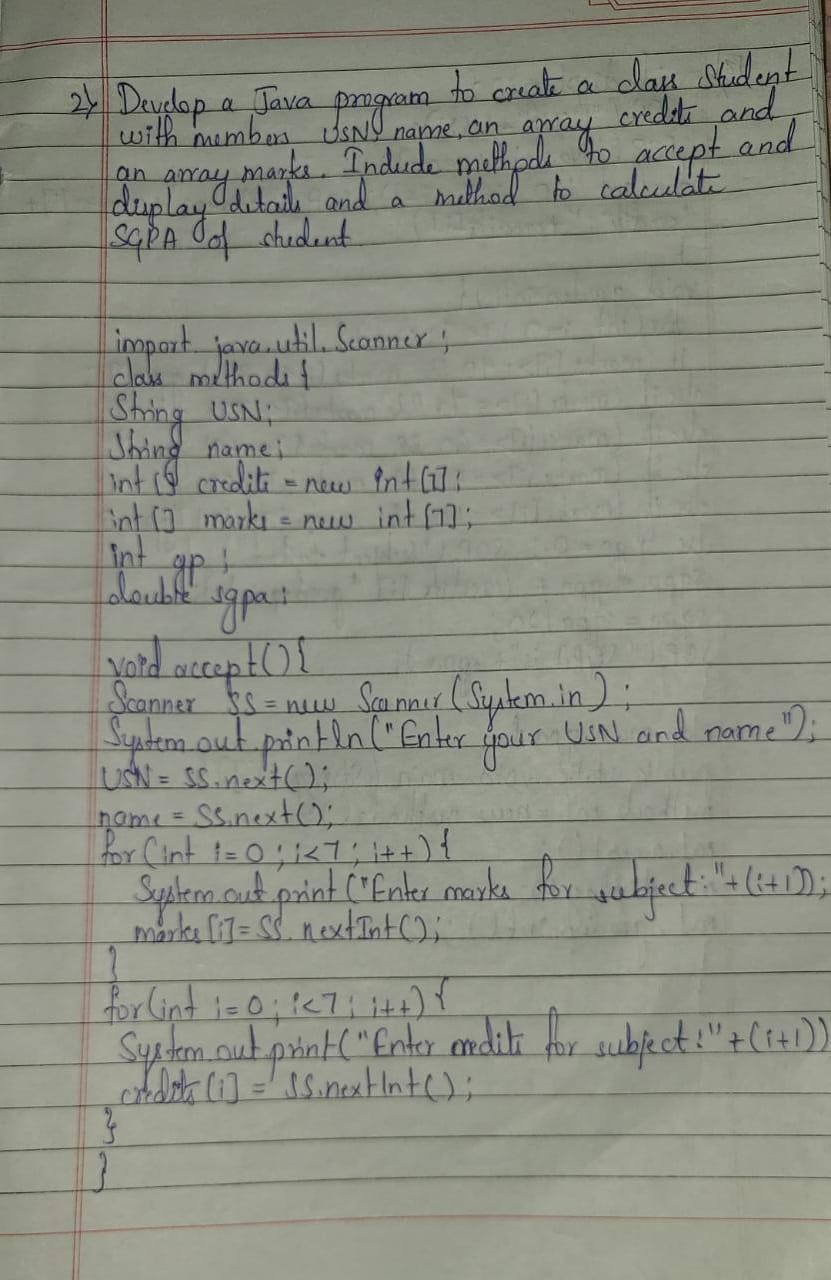 2) Develop a Java program to create a class Student
with members USN, name, an array credits and
an array marks. Include methods to accept and
display details and a method to calculate
SGPA of student
import java.util.Scanner;
class methods {
String USN;
String name;
int [] credits = new int [7];
int [] marks = new int [7];
int gp;
double sgpa;
void accept() {
Scanner SS = new Scanner (System.in);
System.out.println("Enter your USN and name");
USN = SS.next();
name = SS.next();
for (int i=0; i<7; i++) {
System.out.print ("Enter marks for subject:"+(i+1));
marks [i] = SS.nextInt();
}
for (int i=0; i<7; i++) {
System.out.print("Enter credits for subject:"+(i+1))
credits [i] = SS.nextInt();
}
}